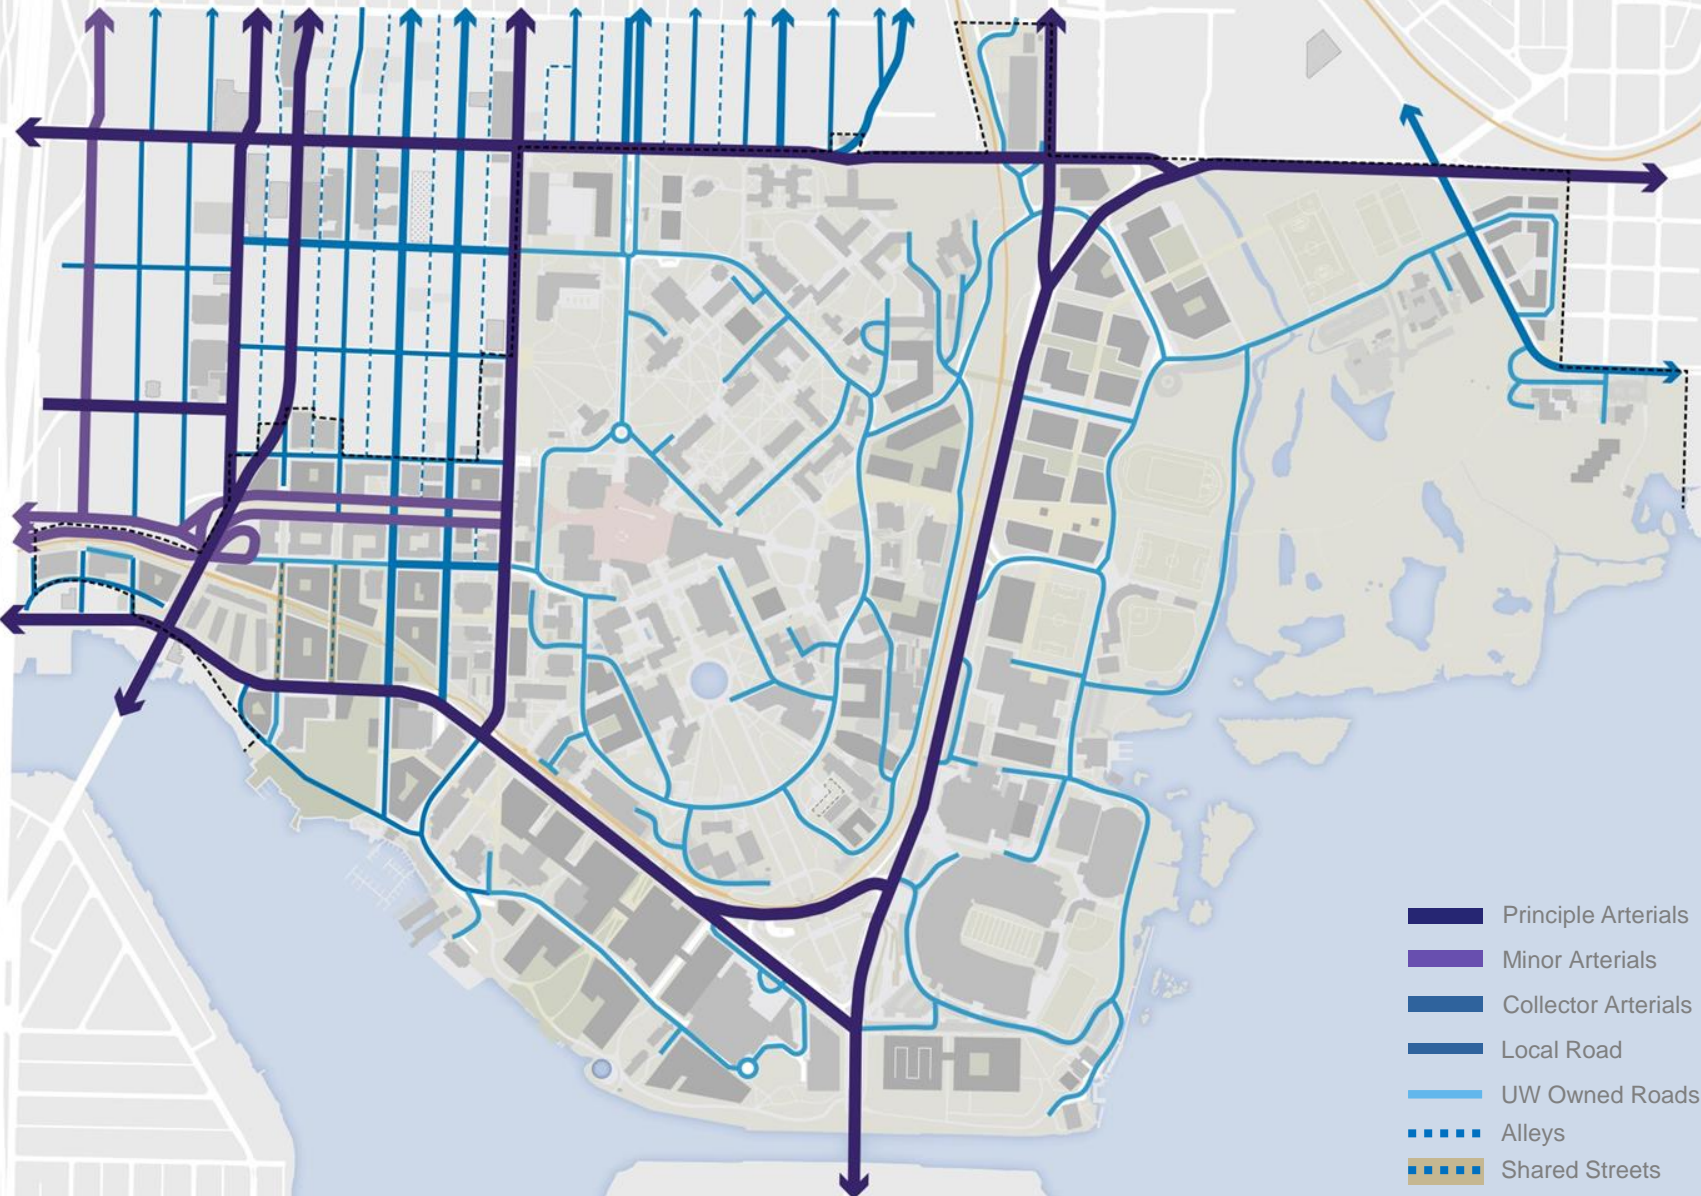 Principle Arterials
Minor Arterials
Collector Arterials
Local Road
UW Owned Roads
Alleys
Shared Streets